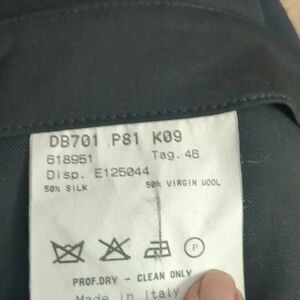 DB701 P81 K09
618951 Tag. 46
Disp. E125044
50% SILK 50% VIRGIN WOOL
P
PROF.DRY - CLEAN ONLY
Made in Italy